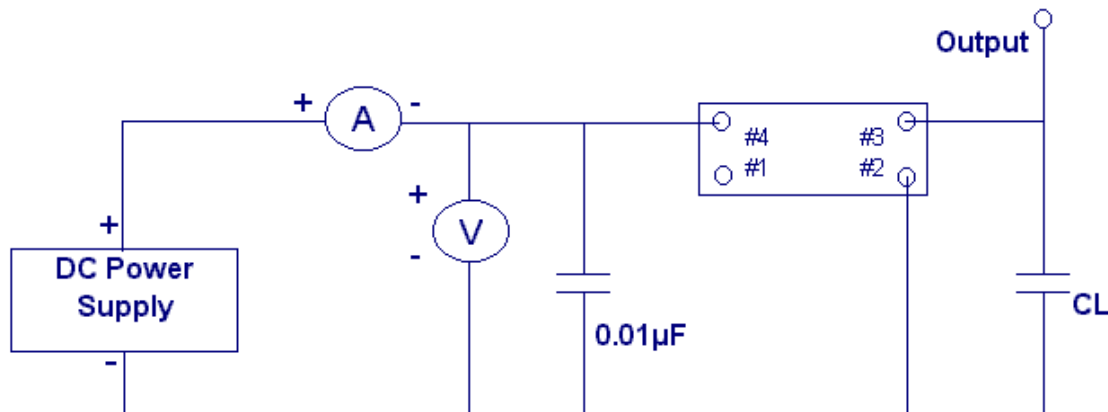 Output
+ A -
#4 #3
#1 #2
+
+ V
-
DC Power
Supply
-
0.01µF
CL